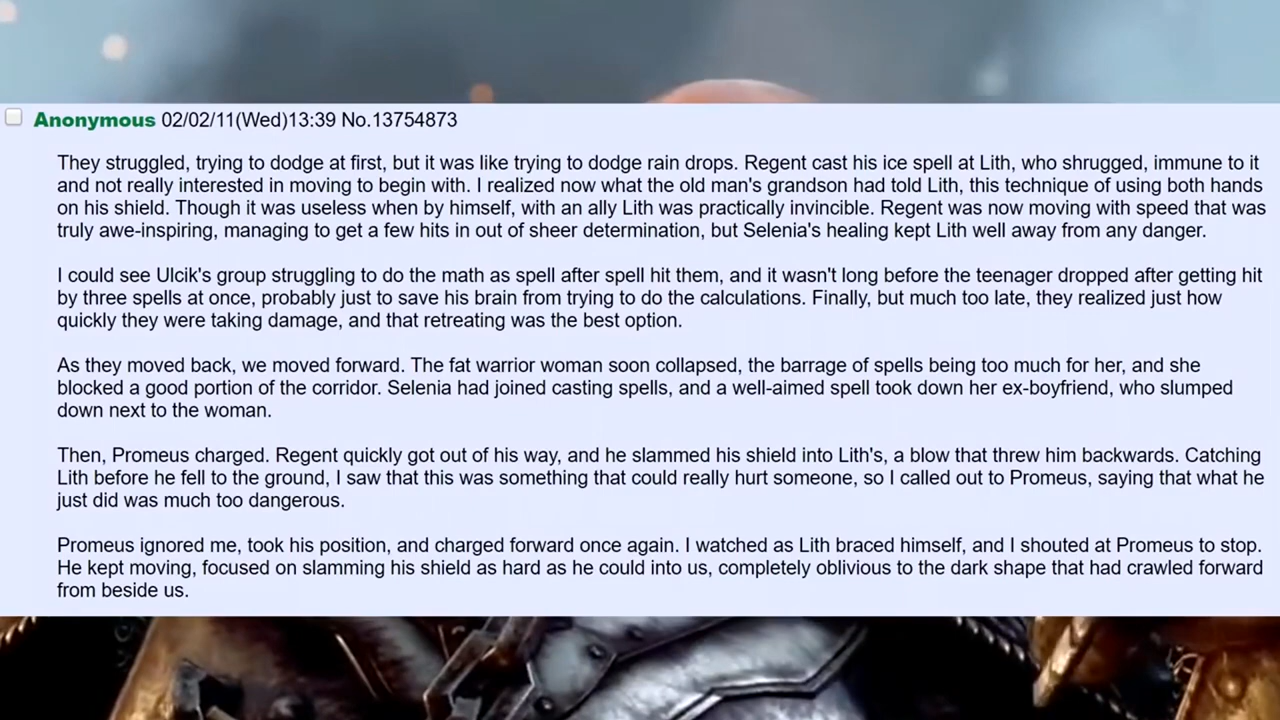 Anonymous 02/02/11(Wed)13:39 No.13754873
They struggled, trying to dodge at first, but it was like trying to dodge rain drops. Regent cast his ice spell at Lith, who shrugged, immune to it
and not really interested in moving to begin with. I realized now what the old man's grandson had told Lith, this technique of using both hands
on his shield. Though it was useless when by himself, with an ally Lith was practically invincible. Regent was now moving with speed that was
truly awe-inspiring, managing to get a few hits in out of sheer determination, but Selenia's healing kept Lith well away from any danger.
I could see Ulcik's group struggling to do the math as spell after spell hit them, and it wasn't long before the teenager dropped after getting hit
by three spells at once, probably just to save his brain from trying to do the calculations. Finally, but much too late, they realized just how
quickly they were taking damage, and that retreating was the best option.
As they moved back, we moved forward. The fat warrior woman soon collapsed, the barrage of spells being too much for her, and she
blocked a good portion of the corridor. Selenia had joined casting spells, and a well-aimed spell took down her ex-boyfriend, who slumped
down next to the woman.
Then, Promeus charged. Regent quickly got out of his way, and he slammed his shield into Lith's, a blow that threw him backwards. Catching
Lith before he fell to the ground, I saw that this was something that could really hurt someone, so I called out to Promeus, saying that what he
just did was much too dangerous.
Promeus ignored me, took his position, and charged forward once again. I watched as Lith braced himself, and I shouted at Promeus to stop.
He kept moving, focused on slamming his shield as hard as he could into us, completely oblivious to the dark shape that had crawled forward
from beside us.